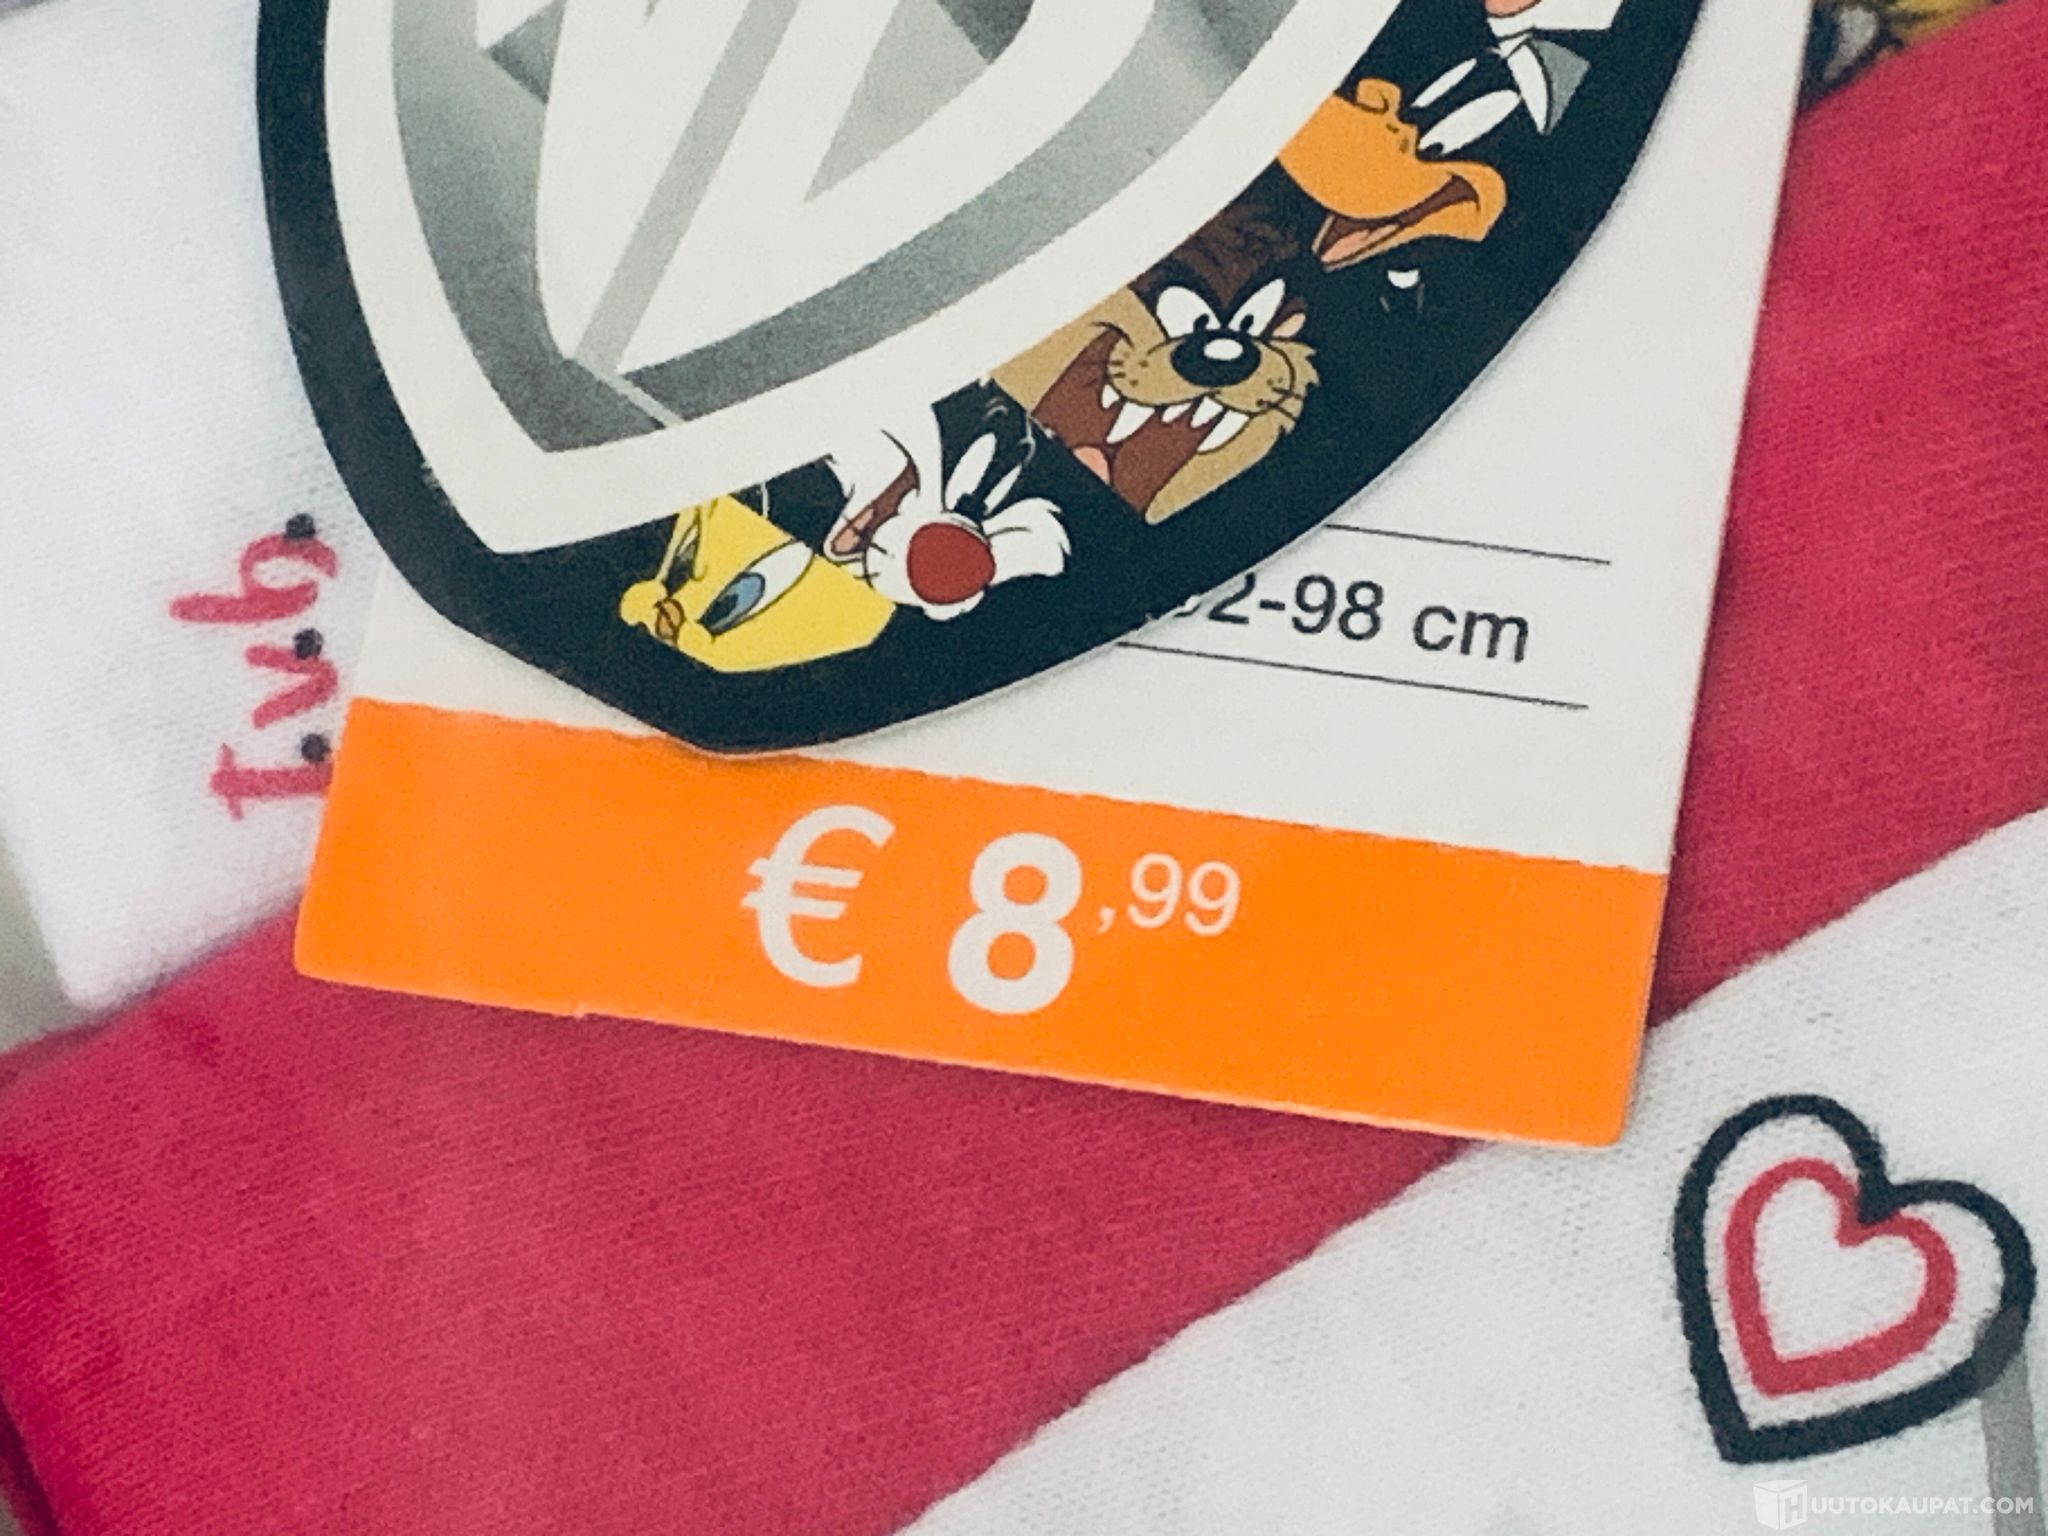 I.v.b.
2-98 cm
€ 8,99
HUUTOKAUPAT.COM